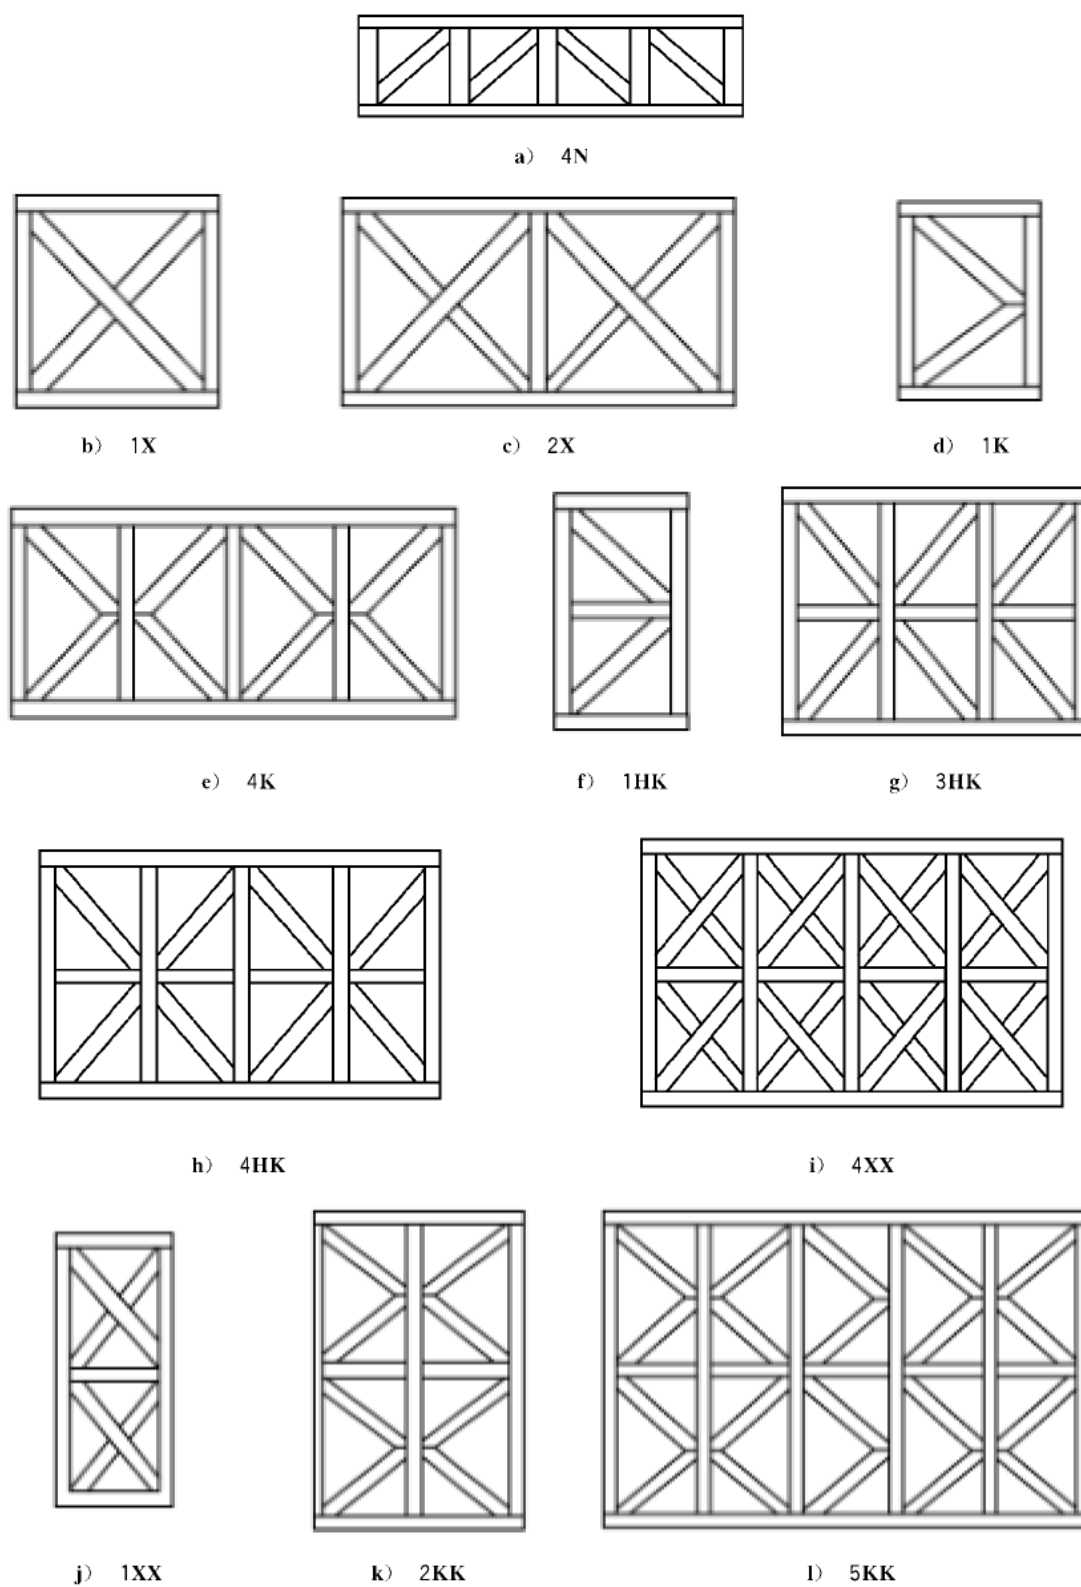 a） 4N
b） 1X
c） 2X
d） 1K
e） 4K
f） 1HK
g） 3HK
h） 4HK
i） 4XX
j） 1XX
k） 2KK
l） 5KK